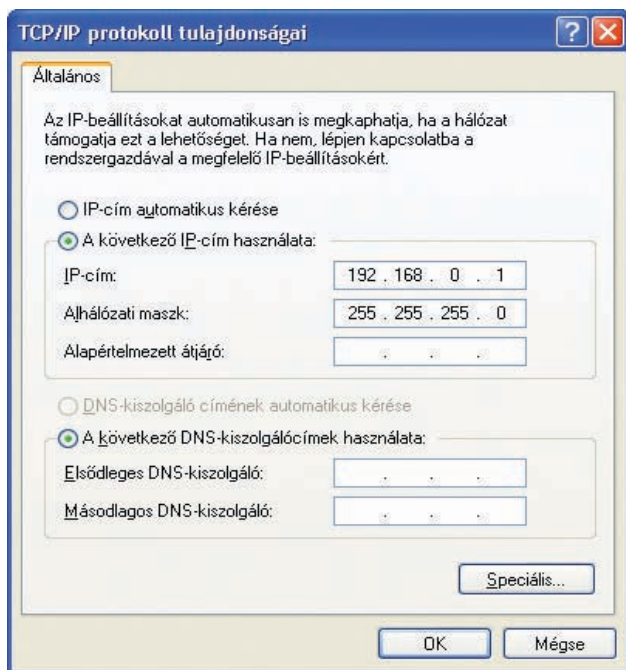 TCP/IP protokoll tulajdonságai
Általános
Az IP-beállításokat automatikusan is megkaphatja, ha a hálózat
támogatja ezt a lehetőséget. Ha nem, lépjen kapcsolatba a
rendszergazdával a megfelelő IP-beállításokért.
IP-cím automatikus kérése
A következő IP-cím használata:
IP-cím: 192 . 168 . 0 . 1
Alhálózati maszk: 255 . 255 . 255 . 0
Alapértelmezett átjáró: . . .
DNS-kiszolgáló címének automatikus kérése
A következő DNS-kiszolgálócímek használata:
Elsődleges DNS-kiszolgáló: . . .
Másodlagos DNS-kiszolgáló: . . .
Speciális...
OK Mégse